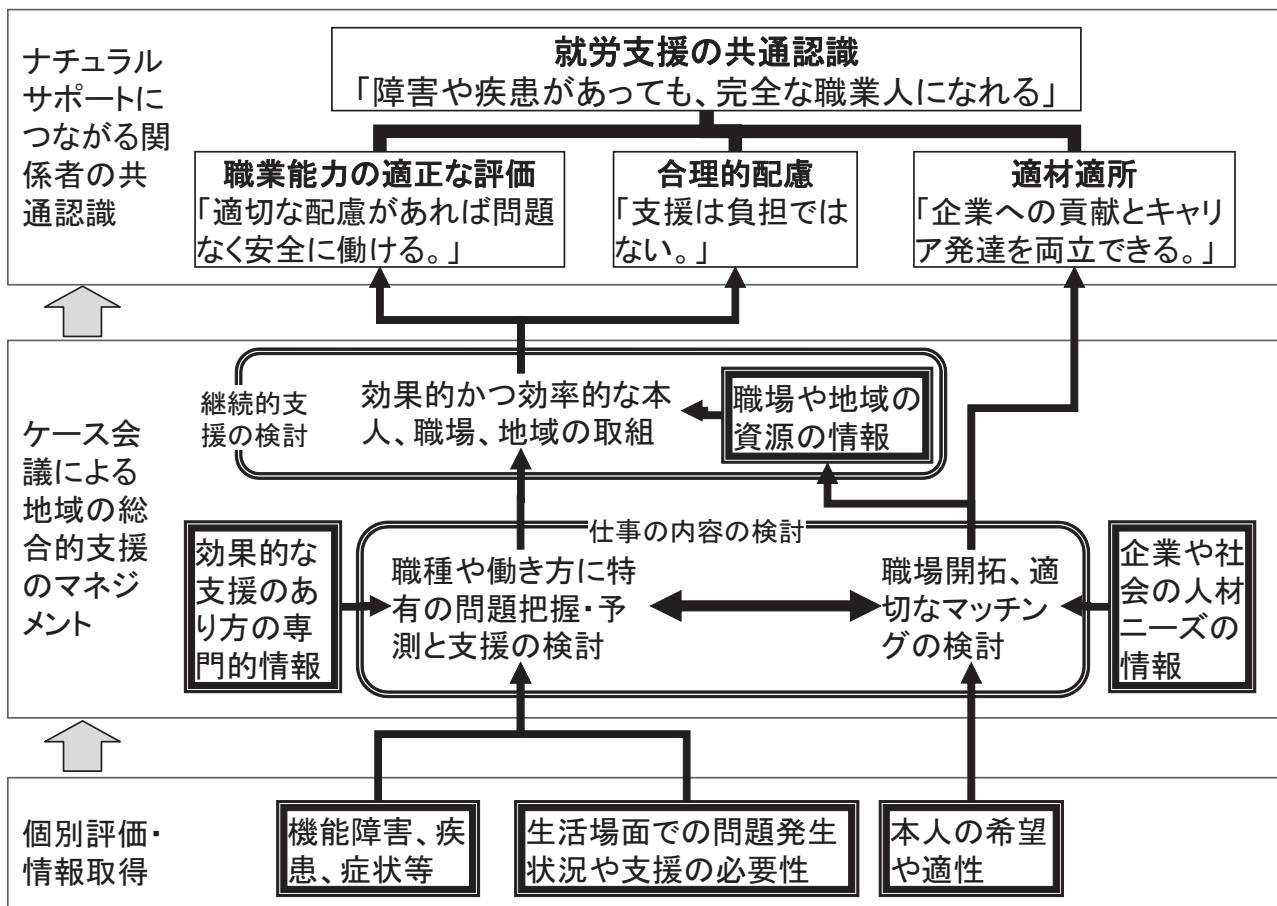 ナチュラル
サポートに
つながる関
係者の共
通認識
就労支援の共通認識
「障害や疾患があっても、完全な職業人になれる」
職業能力の適正な評価
「適切な配慮があれば問題
なく安全に働ける。」
合理的配慮
「支援は負担では
ない。」
適材適所
「企業への貢献とキャリ
ア発達を両立できる。」
ケース会
議による
地域の総
合的支援
のマネジ
メント
継続的支
援の検討
効果的かつ効率的な本
人、職場、地域の取組
職場や地域の
資源の情報
仕事の内容の検討
効果的な
支援のあ
り方の専
門的情報
職種や働き方に特
有の問題把握・予
測と支援の検討
職場開拓、適
切なマッチン
グの検討
企業や社
会の人材
ニーズの
情報
個別評価・
情報取得
機能障害、疾
患、症状等
生活場面での問題発生
状況や支援の必要性
本人の希望
や適性